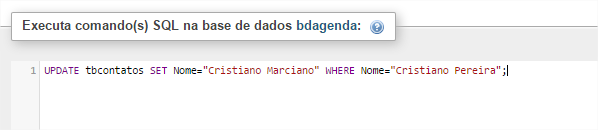 Executa comando(s) SQL na base de dados bdagenda:
1 UPDATE tbcontatos SET Nome="Cristiano Marciano" WHERE Nome="Cristiano Pereira";